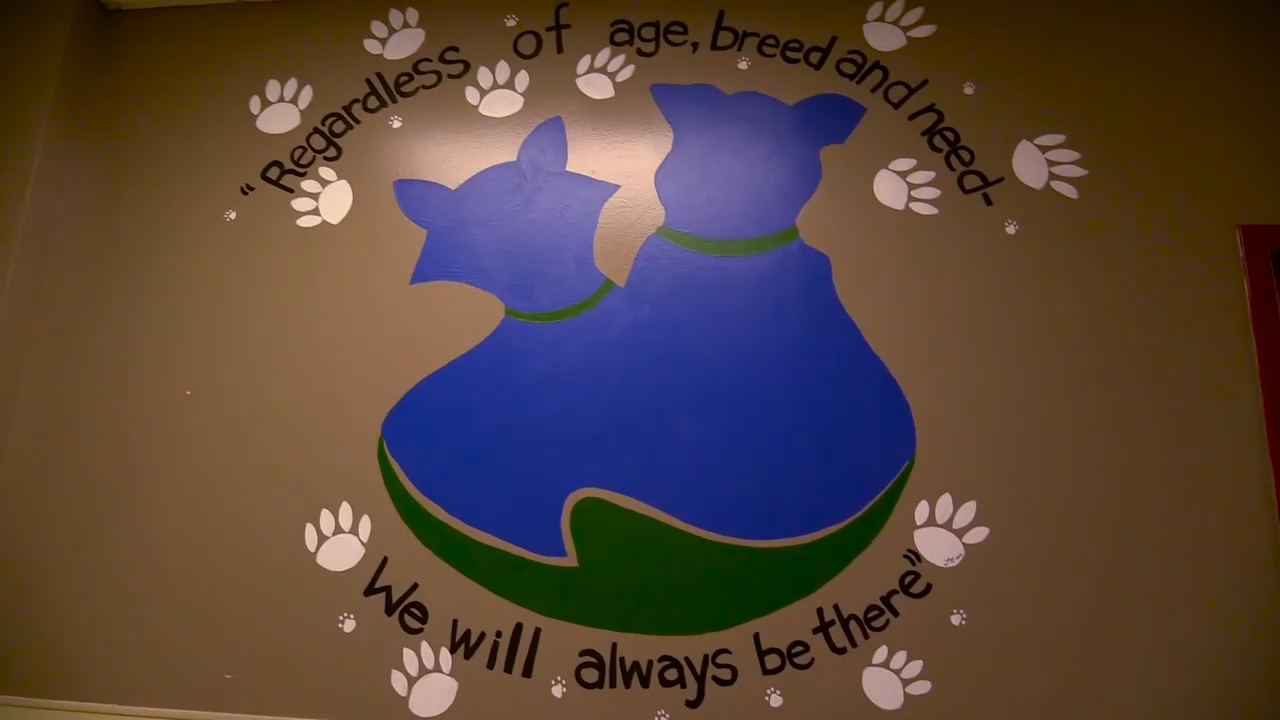 "Regardless of age, breed and need-
We will always be there"